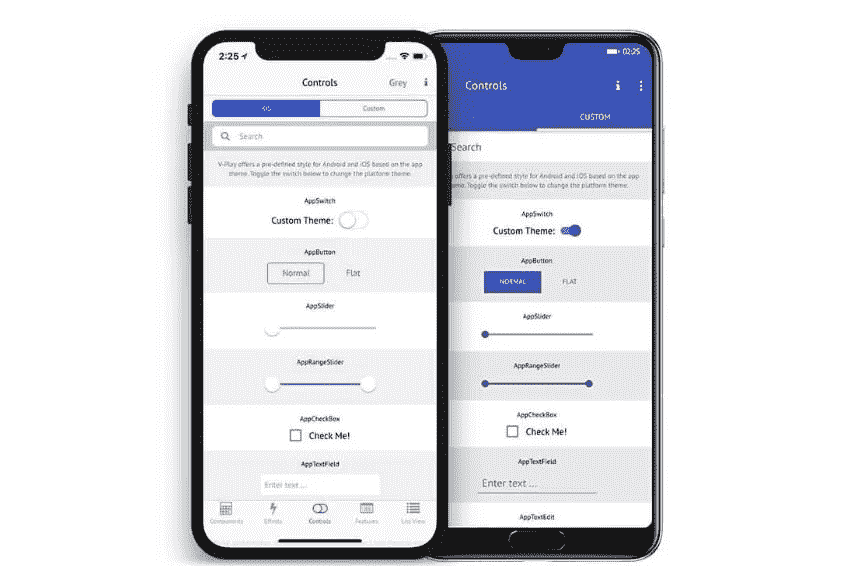 2:25
Controls
Grey
i
iOS
Custom
Search
V-Play offers a pre-defined style for Android and iOS based on the app
theme. Toggle the switch below to change the platform theme.
AppSwitch
Custom Theme:
AppButton
Normal
Flat
AppSlider
AppRangeSlider
AppCheckBox
Check Me!
AppTextField
Enter text ...
Components
Effects
Controls
Features
List View
02:25
Controls
i
CUSTOM
Search
offers a pre-defined style for Android and iOS based on the app
theme. Toggle the switch below to change the platform theme.
AppSwitch
Custom Theme:
AppButton
NORMAL
FLAT
AppSlider
AppRangeSlider
AppCheckBox
Check Me!
AppTextField
Enter text ...
AppTextEdit